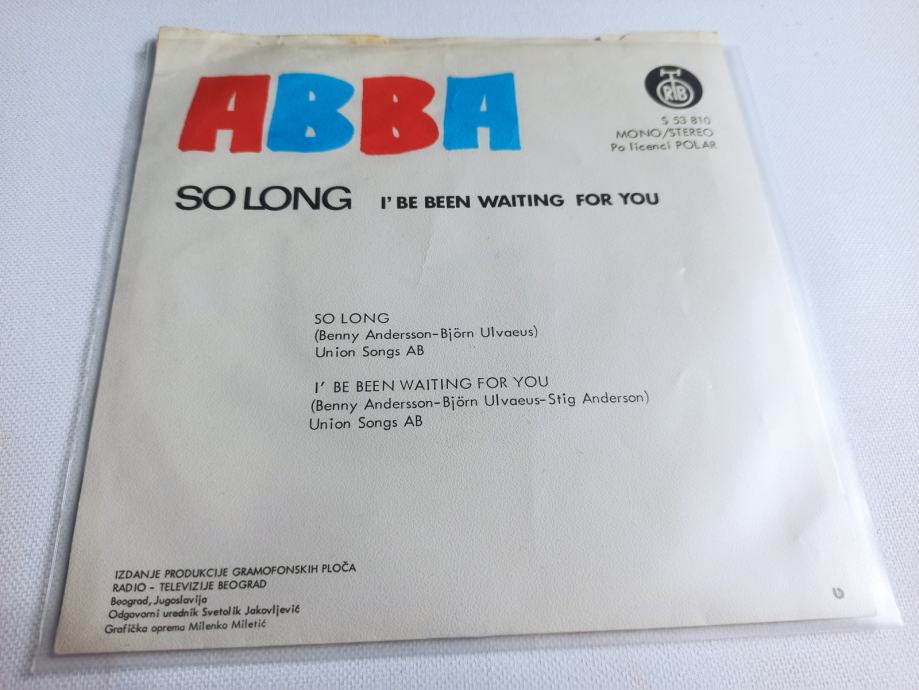 ABBA
RTB
S 53 810
MONO/STEREO
Po licenci POLAR
SO LONG I' BE BEEN WAITING FOR YOU
SO LONG
(Benny Andersson-Björn Ulvaeus)
Union Songs AB
I' BE BEEN WAITING FOR YOU
(Benny Andersson-Björn Ulvaeus-Stig Anderson)
Union Songs AB
IZDANJE PRODUKCIJE GRAMOFONSKIH PLOČA
RADIO - TELEVIZIJE BEOGRAD
Beograd, Jugoslavija
Odgovorni urednik Svetolik Jakovljević
Grafička oprema Milenko Miletić